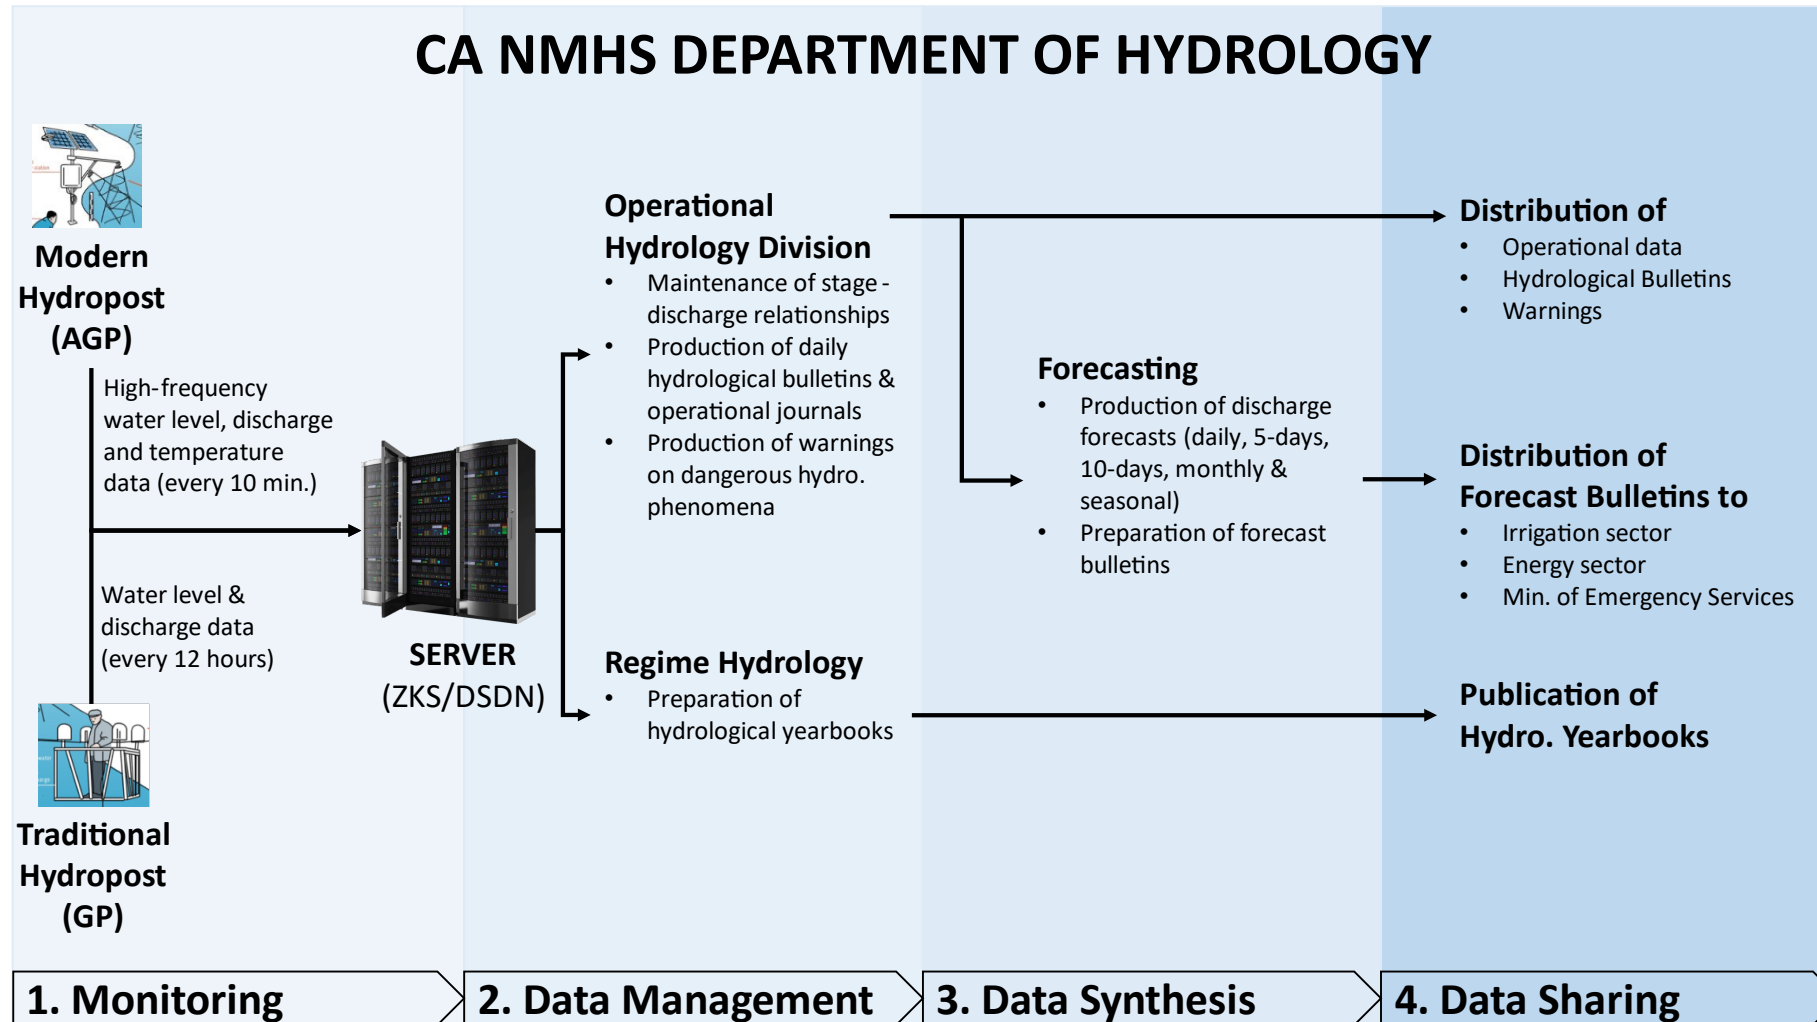 CA NMHS DEPARTMENT OF HYDROLOGY
Modern
Hydropost
(AGP)
High-frequency
water level, discharge
and temperature
data (every 10 min.)
Water level &
discharge data
(every 12 hours)
Traditional
Hydropost
(GP)
SERVER
(ZKS/DSDN)
Operational
Hydrology Division
• Maintenance of stage -
discharge relationships
• Production of daily
hydrological bulletins &
operational journals
• Production of warnings
on dangerous hydro.
phenomena
Regime Hydrology
• Preparation of
hydrological yearbooks
Forecasting
• Production of discharge
forecasts (daily, 5-days,
10-days, monthly &
seasonal)
• Preparation of forecast
bulletins
Distribution of
• Operational data
• Hydrological Bulletins
• Warnings
Distribution of
Forecast Bulletins to
• Irrigation sector
• Energy sector
• Min. of Emergency Services
Publication of
Hydro. Yearbooks
1. Monitoring
2. Data Management
3. Data Synthesis
4. Data Sharing